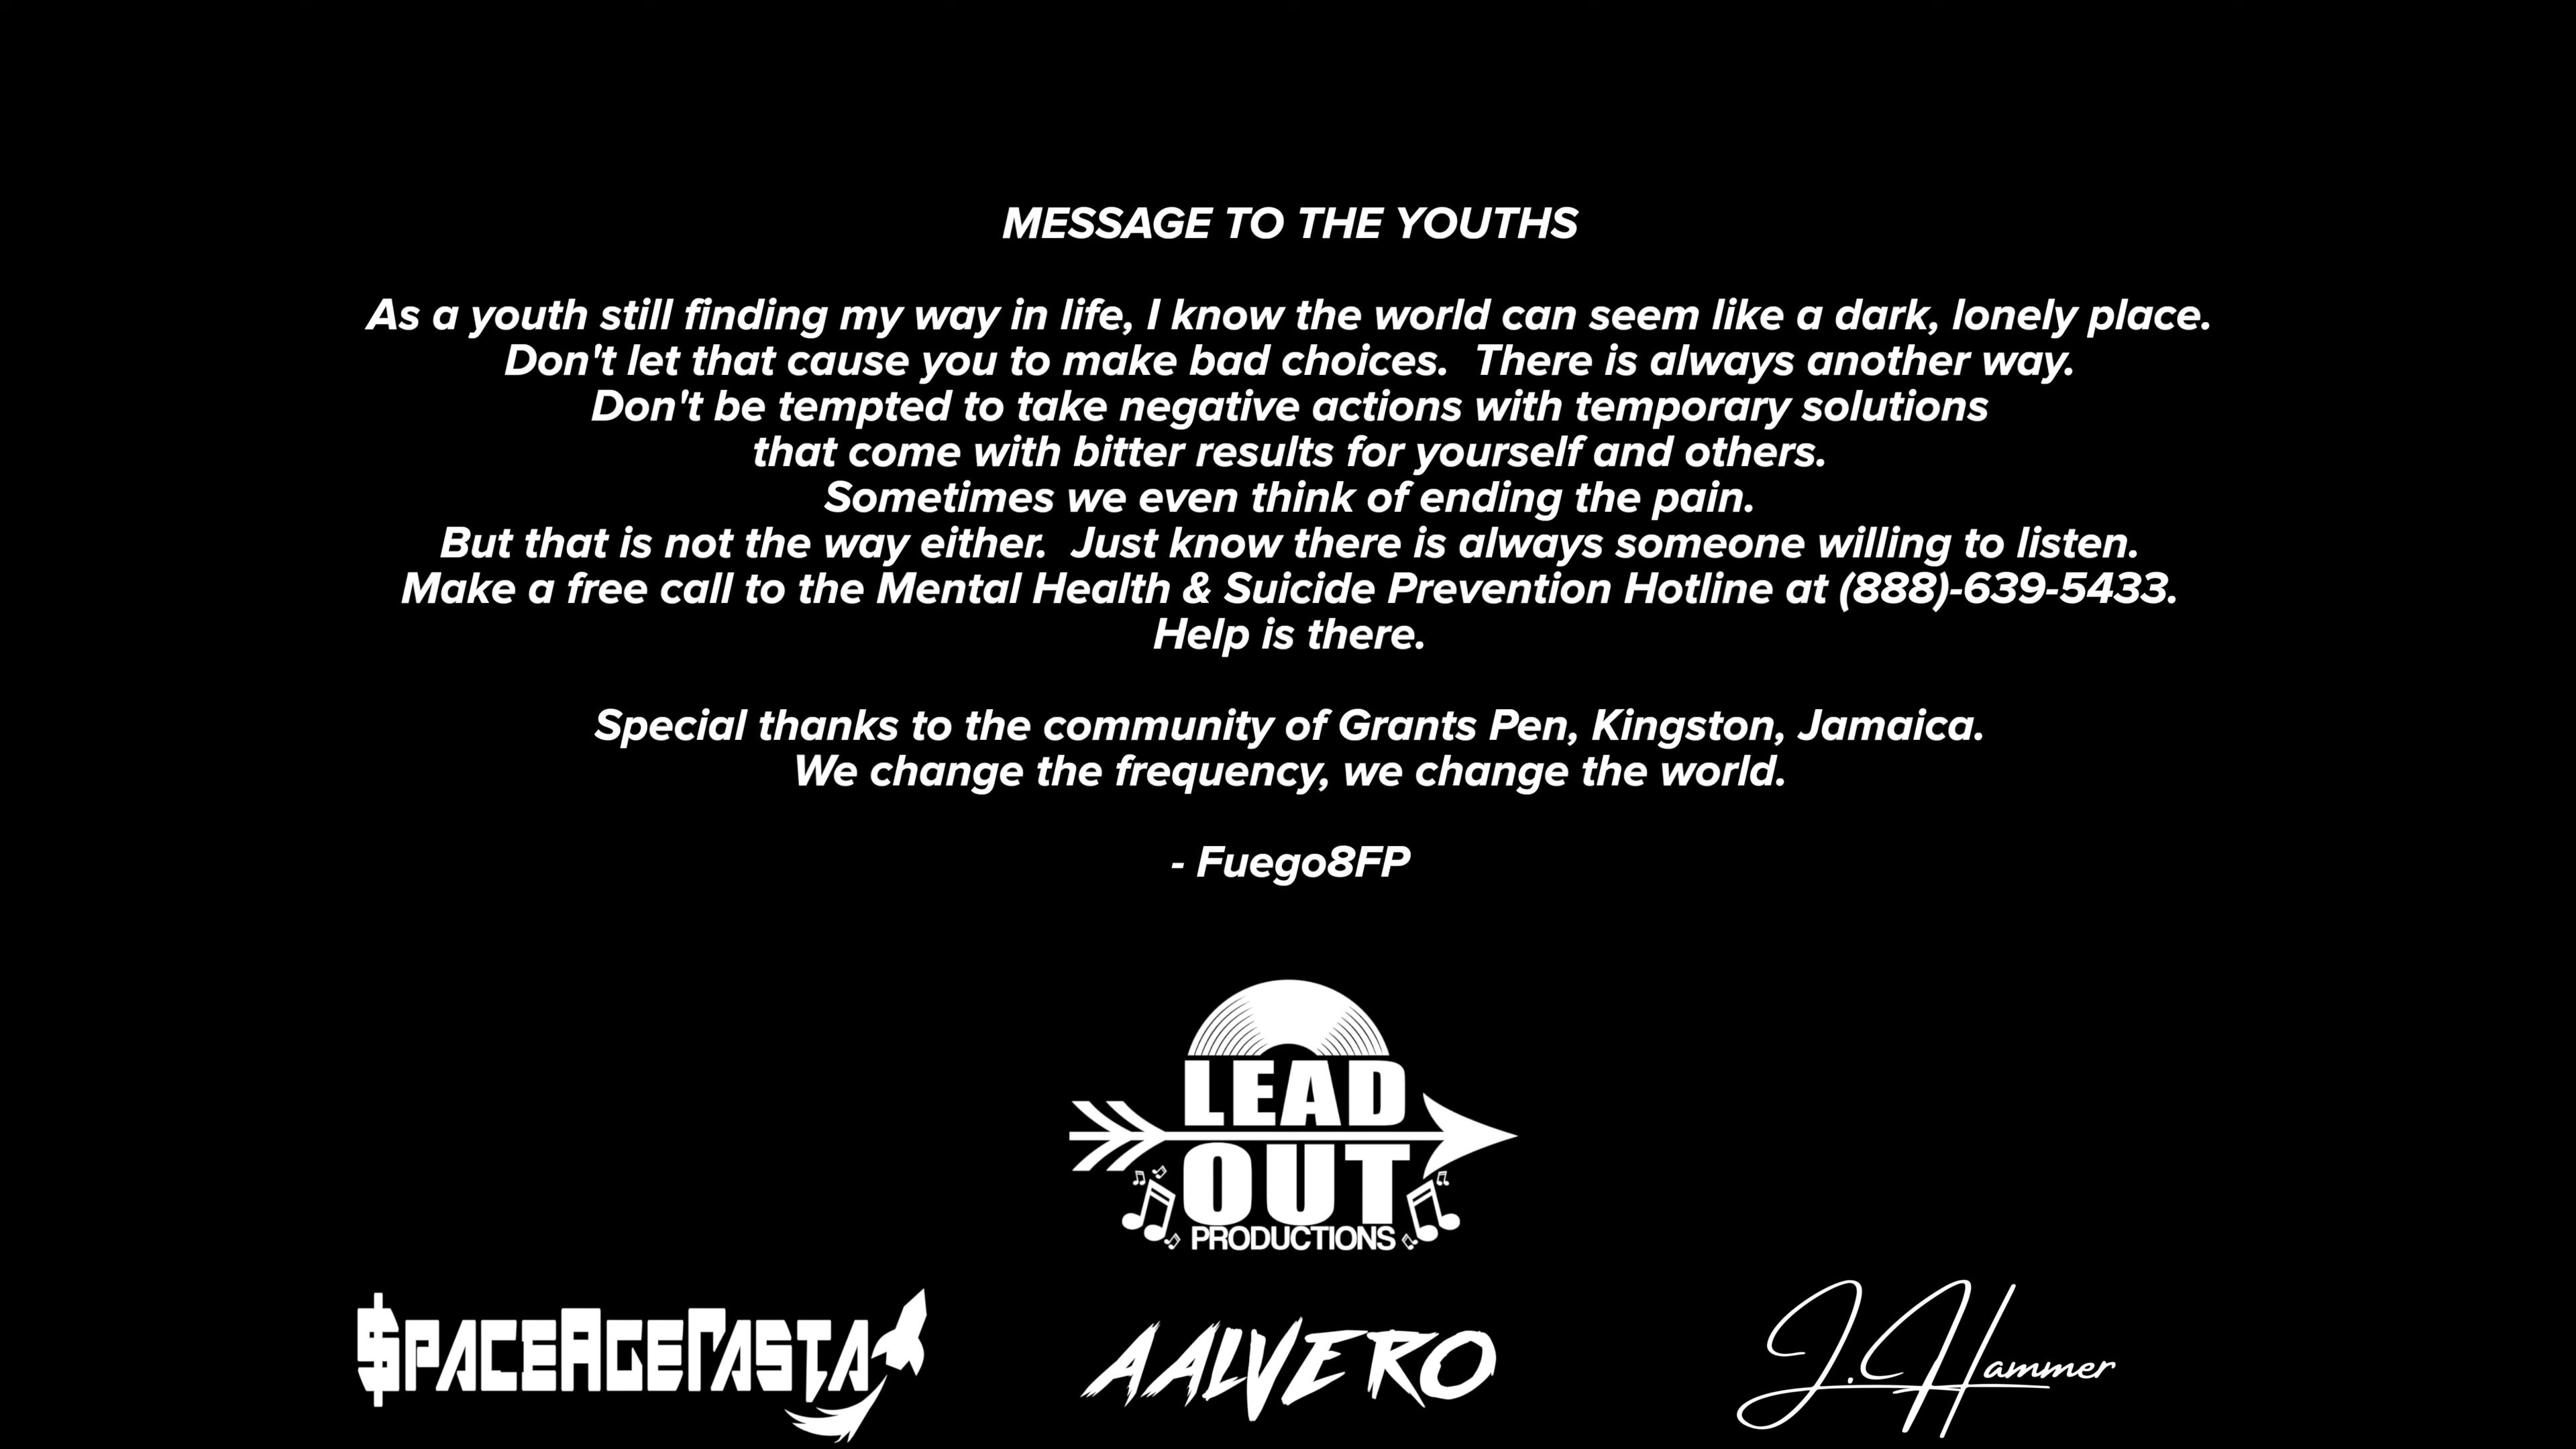 MESSAGE TO THE YOUTHS
As a youth still finding my way in life, I know the world can seem like a dark, lonely place.
Don't let that cause you to make bad choices.  There is always another way.
Don't be tempted to take negative actions with temporary solutions
that come with bitter results for yourself and others.
Sometimes we even think of ending the pain.
But that is not the way either.  Just know there is always someone willing to listen.
Make a free call to the Mental Health & Suicide Prevention Hotline at (888)-639-5433.
Help is there.
Special thanks to the community of Grants Pen, Kingston, Jamaica.
We change the frequency, we change the world.
- Fuego8FP
LEAD
OUT
PRODUCTIONS
$PACEAGERASTA
AALVERO
J.Hammer